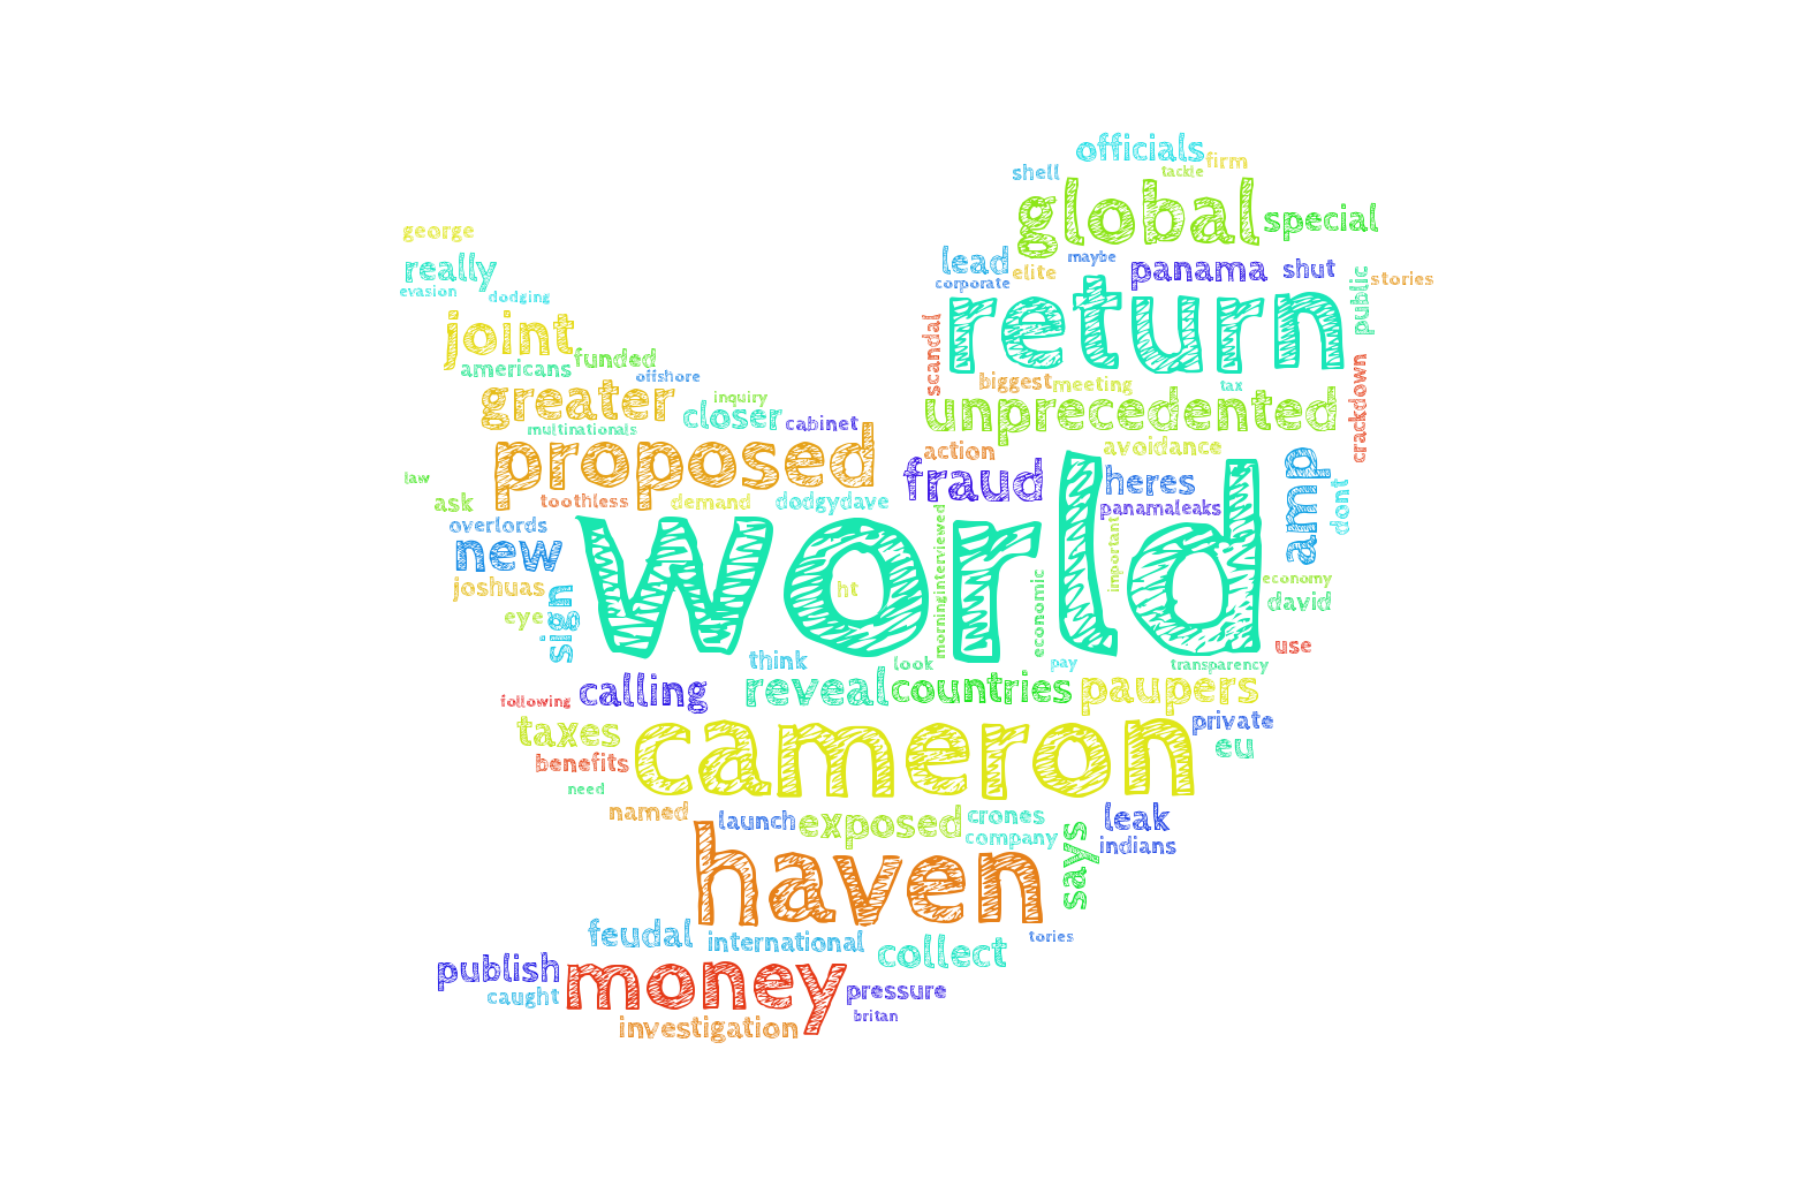 officials
firm
shell
tackle
global
special
george
really
lead
elite
maybe
panama
shut
stories
evasion
dodging
corporate
public
return
joint
scandal
funded
americans
offshore
biggest
meeting
tax
crackdown
greater
inquiry
closer
cabinet
unprecedented
multinationals
proposed
action
avoidance
amp
law
fraud
heres
dont
ask
toothless
demand
dodgydave
panamaleaks
overlords
new
world
morninginterviewed
important
joshuas
ht
economic
economy
eye
sign
david
use
think
look
pay
transparency
following
calling
reveal
countries
paupers
taxes
cameron
private
eu
benefits
need
named
launch
exposed
crones
company
leak
indians
says
haven
feudal
international
collect
tories
publish
caught
money
pressure
britan
investigation